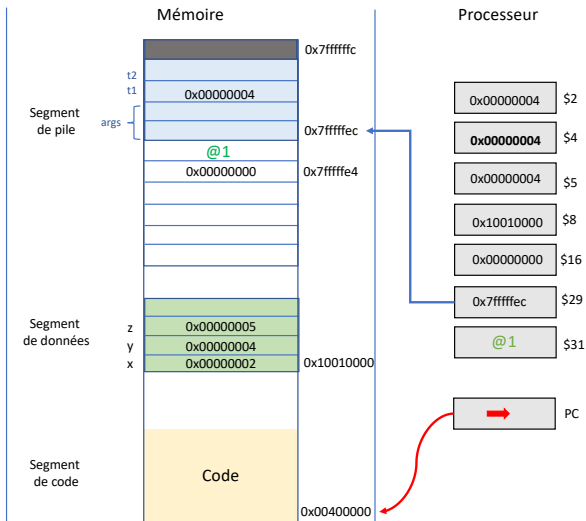 Mémoire
Processeur
0x7ffffffc
t2
t1
0x00000004
args
Segment
de pile
0x7fffffec
@1
0x00000000
0x7fffffe4
0x00000004
$2
0x00000004
$4
0x00000004
$5
0x10010000
$8
0x00000000
$16
0x7fffffec
$29
@1
$31
PC
Segment
de données
z
0x00000005
y
0x00000004
x
0x00000002
0x10010000
Segment
de code
Code
0x00400000